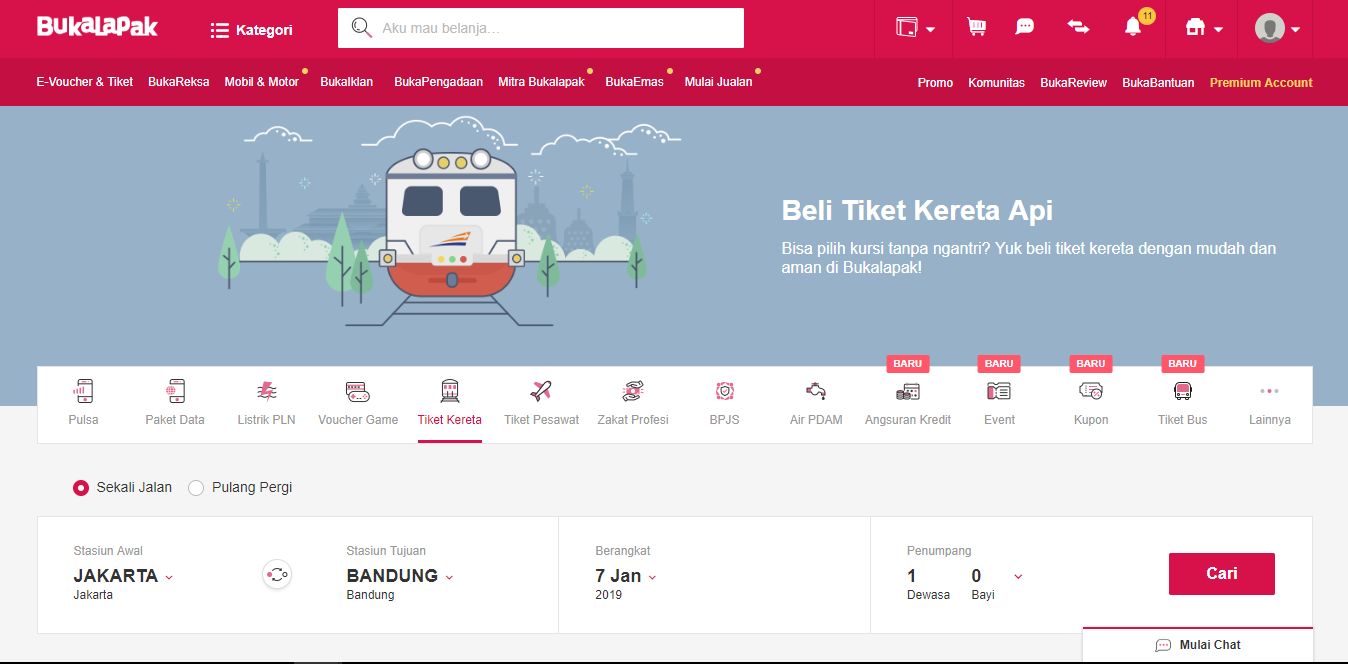 BukaLapak
Kategori
Aku mau belanja...
11
E-Voucher & Tiket BukaReksa Mobil & Motor BukaIklan BukaPengadaan Mitra Bukalapak BukaEmas Mulai Jualan
Promo Komunitas BukaReview BukaBantuan Premium Account
Beli Tiket Kereta Api
Bisa pilih kursi tanpa ngantri? Yuk beli tiket kereta dengan mudah dan
aman di Bukalapak!
BARU BARU BARU BARU
Pulsa Paket Data Listrik PLN Voucher Game Tiket Kereta Tiket Pesawat Zakat Profesi BPJS Air PDAM Angsuran Kredit Event Kupon Tiket Bus Lainnya
Sekali Jalan Pulang Pergi
Stasiun Awal Stasiun Tujuan Berangkat Penumpang
JAKARTA BANDUNG 7 Jan 1 0 Cari
Jakarta Bandung 2019 Dewasa Bayi
Mulai Chat